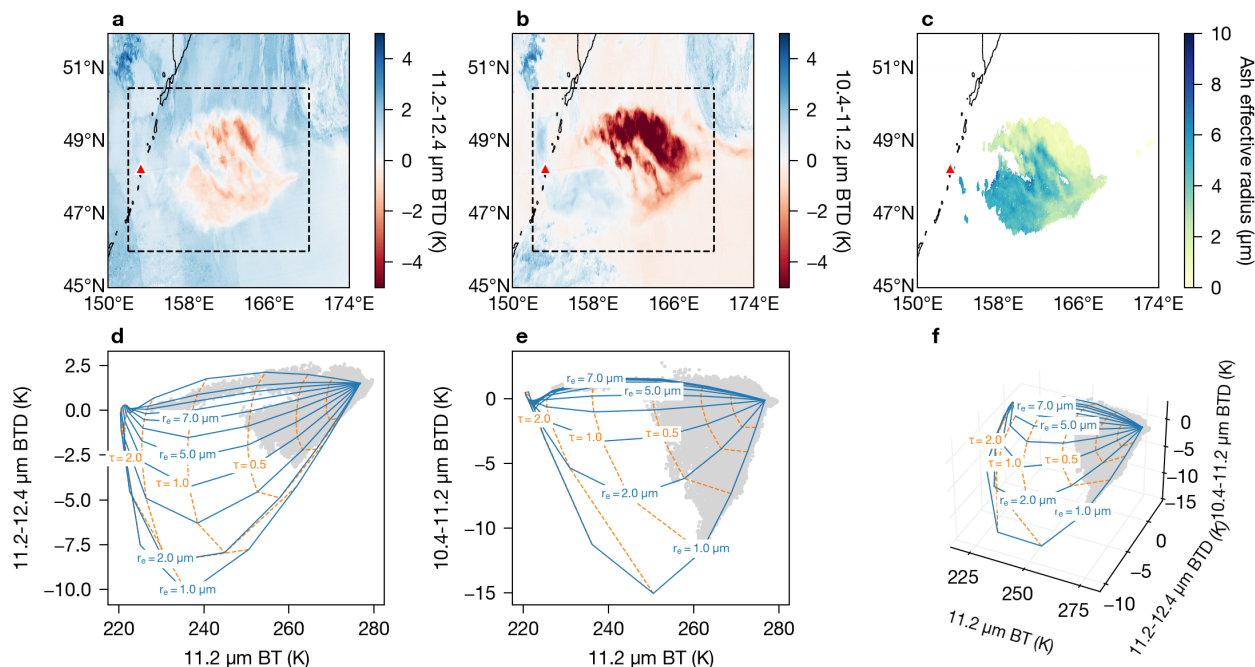 a
51°N
49°N
47°N
45°N
150°E
158°E
166°E
174°E
4
2
0
−2
−4
11.2-12.4 µm BTD (K)
b
51°N
49°N
47°N
45°N
150°E
158°E
166°E
174°E
4
2
0
−2
−4
10.4-11.2 µm BTD (K)
c
51°N
49°N
47°N
45°N
150°E
158°E
166°E
174°E
10
8
6
4
2
0
Ash effective radius (µm)
d
11.2-12.4 µm BTD (K)
2.5
0.0
−2.5
−5.0
−7.5
−10.0
220
240
260
280
11.2 µm BT (K)
re = 7.0 µm
re = 5.0 µm
τ = 2.0
τ = 0.5
τ = 1.0
re = 2.0 µm
re = 1.0 µm
e
10.4-11.2 µm BTD (K)
0
−5
−10
−15
220
240
260
280
11.2 µm BT (K)
re = 7.0 µm
re = 5.0 µm
τ = 2.0
τ = 1.0
τ = 0.5
re = 2.0 µm
re = 1.0 µm
f
re = 7.0 µm
re = 5.0 µm
τ = 2.0
τ = 1.0
τ = 0.5
re = 2.0 µm
re = 1.0 µm
0
−5
−10
−15
10.4-11.2 µm BTD (K)
0
−5
−10
11.2-12.4 µm BTD (K)
225
250
275
11.2 µm BT (K)